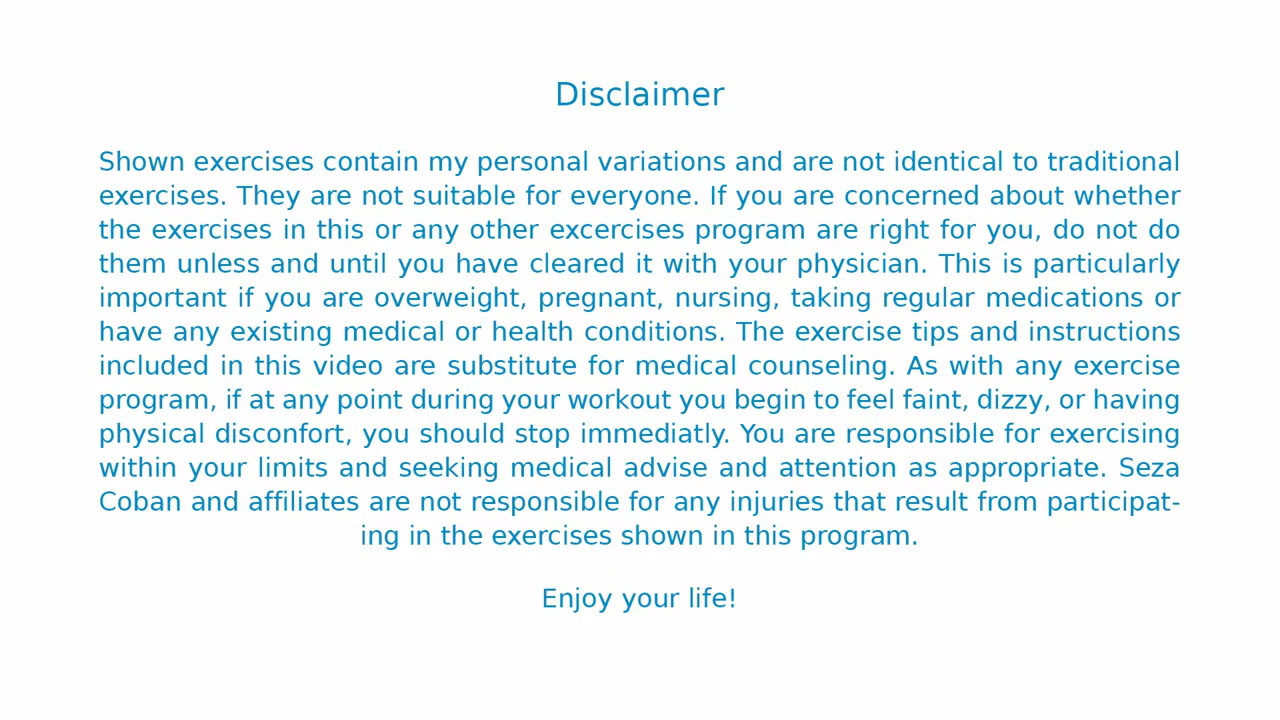 Disclaimer
Shown exercises contain my personal variations and are not identical to traditional
exercises. They are not suitable for everyone. If you are concerned about whether
the exercises in this or any other excercises program are right for you, do not do
them unless and until you have cleared it with your physician. This is particularly
important if you are overweight, pregnant, nursing, taking regular medications or
have any existing medical or health conditions. The exercise tips and instructions
included in this video are substitute for medical counseling. As with any exercise
program, if at any point during your workout you begin to feel faint, dizzy, or having
physical disconfort, you should stop immediatly. You are responsible for exercising
within your limits and seeking medical advise and attention as appropriate. Seza
Coban and affiliates are not responsible for any injuries that result from participat-
ing in the exercises shown in this program.
Enjoy your life!